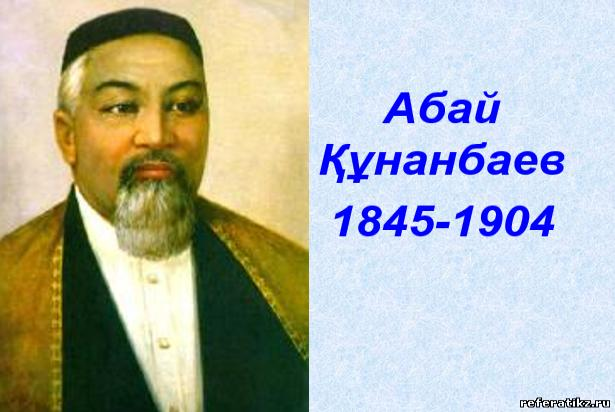 Абай
Құнанбаев
1845-1904
referatikz.ru